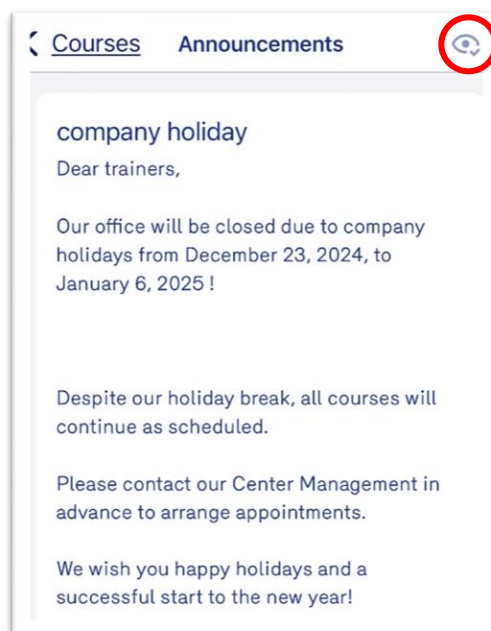 Courses Announcements
company holiday
Dear trainers,
Our office will be closed due to company
holidays from December 23, 2024, to
January 6, 2025 !
Despite our holiday break, all courses will
continue as scheduled.
Please contact our Center Management in
advance to arrange appointments.
We wish you happy holidays and a
successful start to the new year!